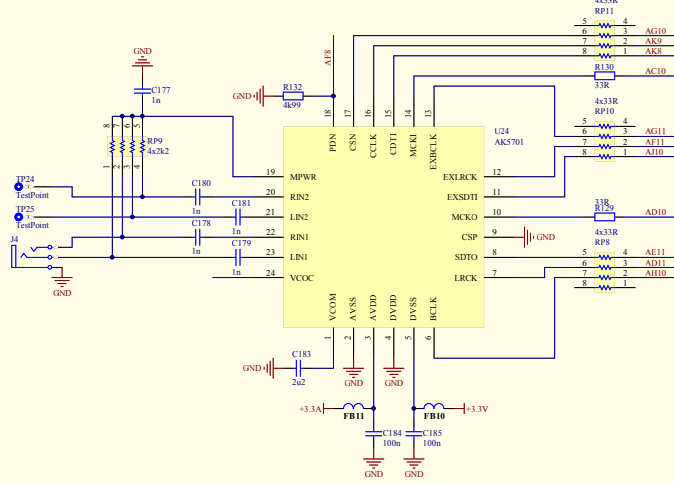 4x33R
RP11
5 4
6 3 AG10
7 2 AK9
8 1 AK8
R130 AC10
33R
4x33R
RP10
5 4
6 3 AG11
7 2 AF11
8 1 AJ10
GND
C177
1n
AF8
GND R132
4k99
18 17 16 15 14 13
PDN CSN CCLK CDTI MCKI EXBCLK
U24
AK5701
8 7 6 5
RP9
4x2k2
1 2 3 4
TP24
TestPoint
TP25
TestPoint
J4
GND
C180
1n
C181
1n
C178
1n
C179
1n
19 MPWR
20 RIN2
21 LIN2
22 RIN1
23 LIN1
24 VCOC
EXLRCK 12
EXSDTI 11
MCKO 10
CSP 9 GND
SDTO 8
LRCK 7
33R
R129 AD10
4x33R
RP8
5 4 AE11
6 3 AD11
7 2 AH10
8 1
VCOM AVSS AVDD DVDD DVSS BCLK
1 2 3 4 5 6
GND C183
2u2
GND GND
+3.3A FB11 FB10 +3.3V
C184
100n
C185
100n
GND GND